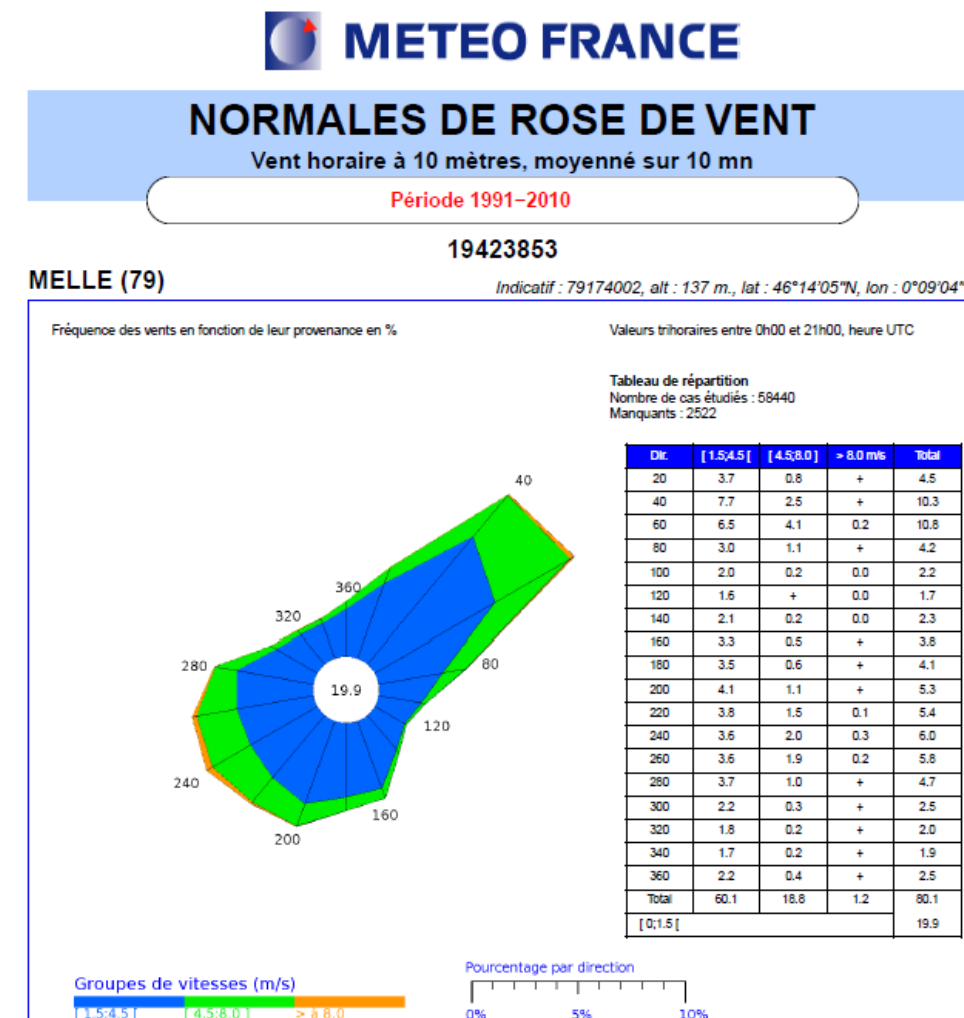 METEO FRANCE
NORMALES DE ROSE DE VENT
Vent horaire à 10 mètres, moyenné sur 10 mn
Période 1991−2010
19423853
MELLE (79)
Indicatif : 79174002, alt : 137 m., lat : 46°14'05"N, lon : 0°09'04"
Fréquence des vents en fonction de leur provenance en %
Valeurs trihoraires entre 0h00 et 21h00, heure UTC
Tableau de répartition
Nombre de cas étudiés : 58440
Manquants : 2522
Dir. [ 1.5;4.5 [ [ 4.5;8.0 ] > 8.0 m/s Total
20 3.7 0.8 + 4.5
40 7.7 2.5 + 10.3
60 6.5 4.1 0.2 10.8
80 3.0 1.1 + 4.2
100 2.0 0.2 0.0 2.2
120 1.6 + 0.0 1.7
140 2.1 0.2 0.0 2.3
160 3.3 0.5 + 3.8
180 3.5 0.6 + 4.1
200 4.1 1.1 + 5.3
220 3.8 1.5 0.1 5.4
240 3.6 2.0 0.3 6.0
260 3.6 1.9 0.2 5.8
280 3.7 1.0 + 4.7
300 2.2 0.3 + 2.5
320 1.8 0.2 + 2.0
340 1.7 0.2 + 1.9
360 2.2 0.4 + 2.5
Total 60.1 18.8 1.2 80.1
[ 0;1.5 [ 19.9
40
360
320
280
80
19.9
120
240
160
200
Groupes de vitesses (m/s)
[ 1.5;4.5 [ [ 4.5;8.0 ] > à 8.0
Pourcentage par direction
0% 5% 10%